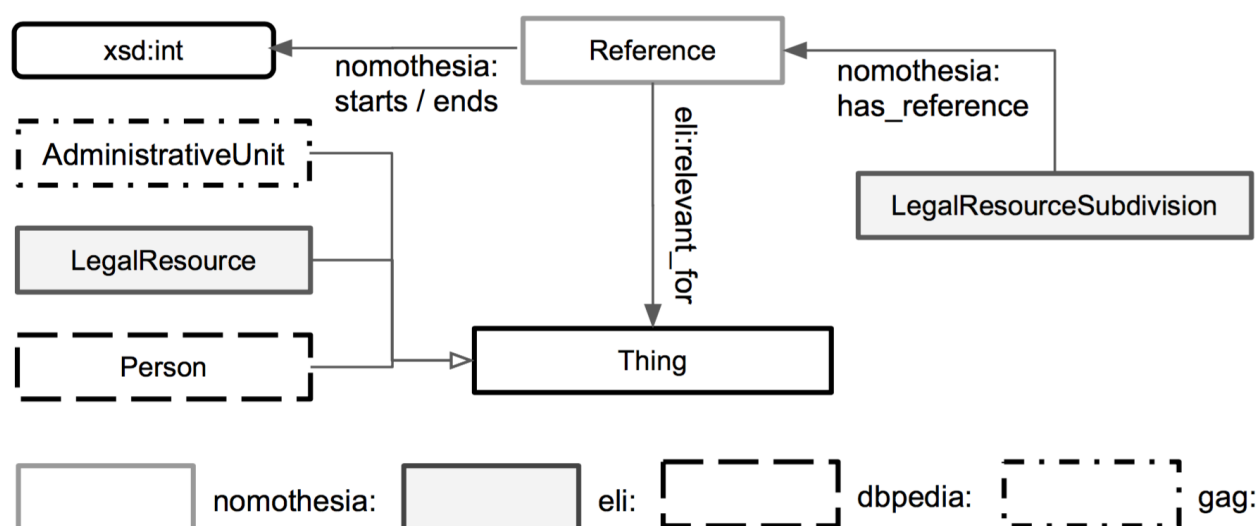 xsd:int
nomothesia:
starts / ends
Reference
nomothesia:
has_reference
AdministrativeUnit
eli:relevant_for
LegalResourceSubdivision
LegalResource
Person
Thing
nomothesia:
eli:
dbpedia:
gag: